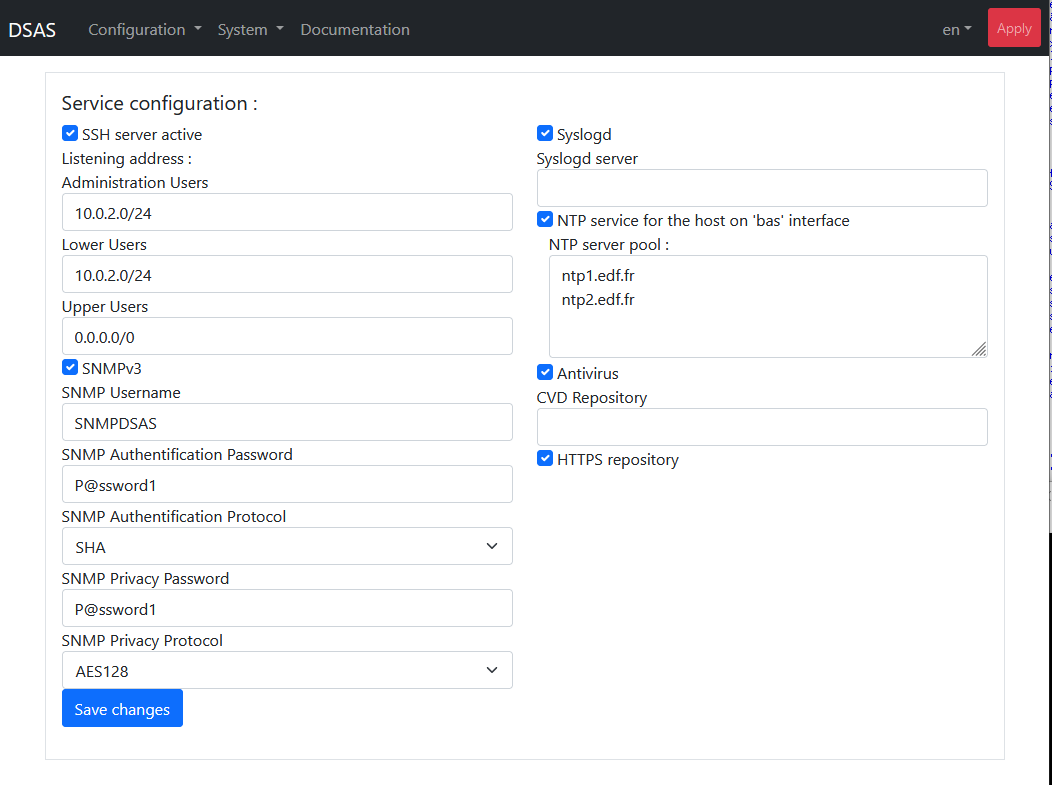 DSAS Configuration System Documentation en Apply
Service configuration :
SSH server active
Listening address :
Administration Users
10.0.2.0/24
Lower Users
10.0.2.0/24
Upper Users
0.0.0.0/0
SNMPv3
SNMP Username
SNMPDSAS
SNMP Authentification Password
P@ssword1
SNMP Authentification Protocol
SHA
SNMP Privacy Password
P@ssword1
SNMP Privacy Protocol
AES128
Save changes
Syslogd
Syslogd server
NTP service for the host on 'bas' interface
NTP server pool :
ntp1.edf.fr
ntp2.edf.fr
Antivirus
CVD Repository
HTTPS repository